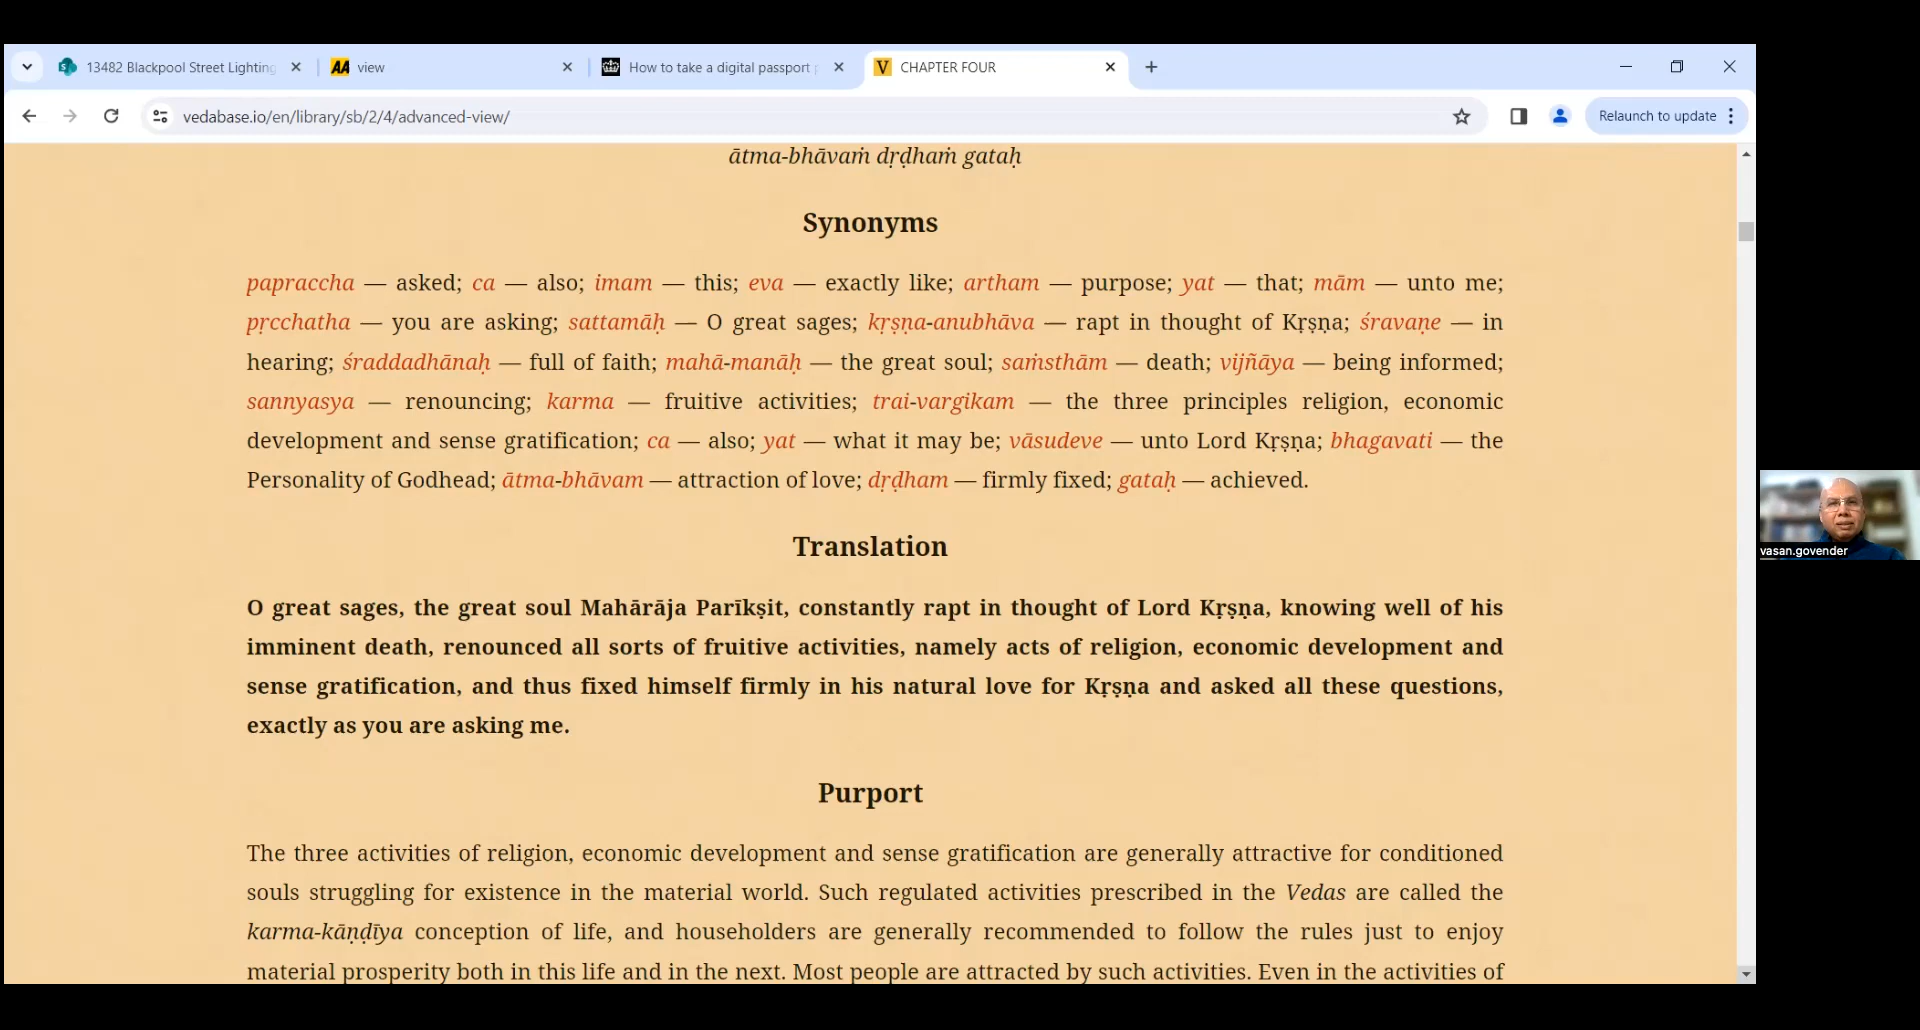 13482 Blackpool Street Lighting
AA view
How to take a digital passport
V CHAPTER FOUR
vedabase.io/en/library/sb/2/4/advanced-view/
Relaunch to update
ātma-bhāvaṁ dṛḍhaṁ gataḥ
Synonyms
papraccha — asked; ca — also; imam — this; eva — exactly like; artham — purpose; yat — that; mām — unto me;
pṛcchatha — you are asking; sattamāḥ — O great sages; kṛṣṇa-anubhāva — rapt in thought of Kṛṣṇa; śravaṇe — in
hearing; śraddadhānaḥ — full of faith; mahā-manāḥ — the great soul; saṁsthām — death; vijñāya — being informed;
sannyasya — renouncing; karma — fruitive activities; trai-vargikam — the three principles religion, economic
development and sense gratification; ca — also; yat — what it may be; vāsudeve — unto Lord Kṛṣṇa; bhagavati — the
Personality of Godhead; ātma-bhāvam — attraction of love; dṛḍham — firmly fixed; gataḥ — achieved.
Translation
O great sages, the great soul Mahārāja Parīkṣit, constantly rapt in thought of Lord Kṛṣṇa, knowing well of his
imminent death, renounced all sorts of fruitive activities, namely acts of religion, economic development and
sense gratification, and thus fixed himself firmly in his natural love for Kṛṣṇa and asked all these questions,
exactly as you are asking me.
vasan.govender
Purport
The three activities of religion, economic development and sense gratification are generally attractive for conditioned
souls struggling for existence in the material world. Such regulated activities prescribed in the Vedas are called the
karma-kāṇḍīya conception of life, and householders are generally recommended to follow the rules just to enjoy
material prosperity both in this life and in the next. Most people are attracted by such activities. Even in the activities of